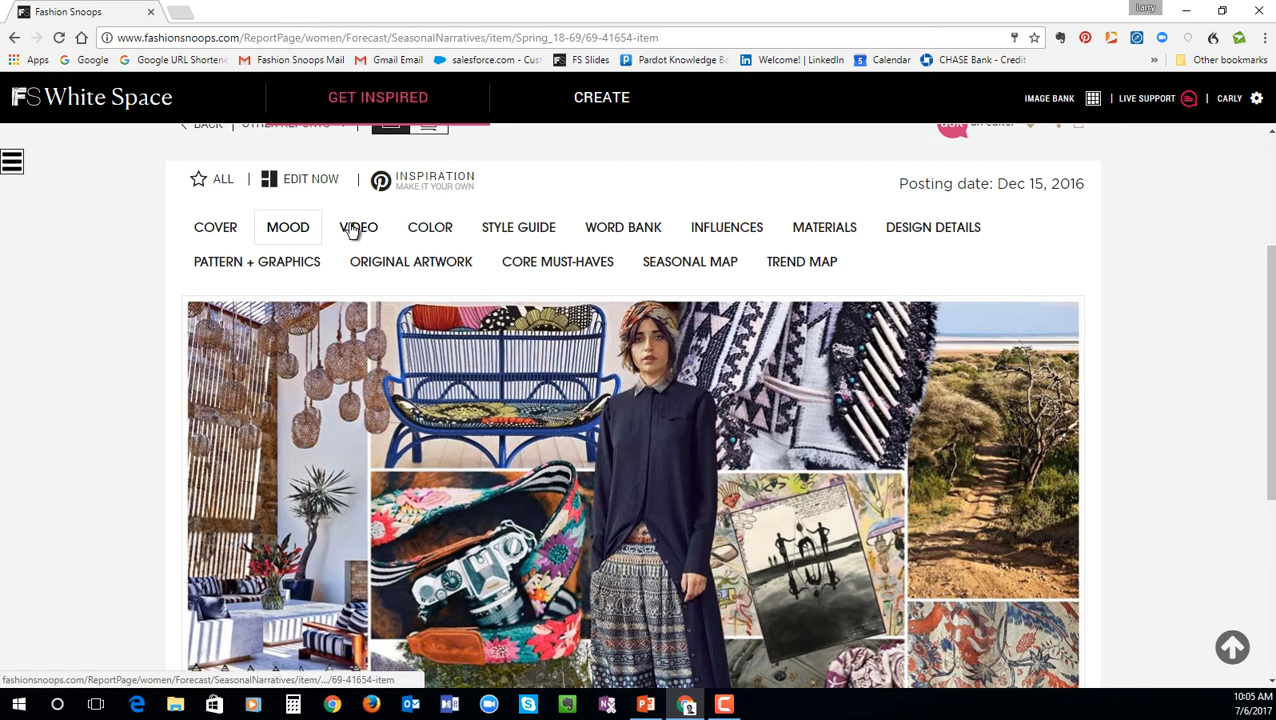 Fashion Snoops
Larry
www.fashionsnoops.com/ReportPage/women/Forecast/SeasonalNarratives/item/Spring_18-69/69-41654-item
Apps Google Google URL Shortene Fashion Snoops Mail Gmail Email salesforce.com - Cust FS Slides Pardot Knowledge Ba Welcome! | LinkedIn Calendar CHASE Bank - Credit » Other bookmarks
FS White Space GET INSPIRED CREATE IMAGE BANK | LIVE SUPPORT | CARLY
BACK
ALL | EDIT NOW | INSPIRATION
MAKE IT YOUR OWN
Posting date: Dec 15, 2016
COVER MOOD VIDEO COLOR STYLE GUIDE WORD BANK INFLUENCES MATERIALS DESIGN DETAILS
PATTERN + GRAPHICS ORIGINAL ARTWORK CORE MUST-HAVES SEASONAL MAP TREND MAP
fashionsnoops.com/ReportPage/women/Forecast/SeasonalNarratives/item/.../69-41654-item
10:05 AM
7/6/2017